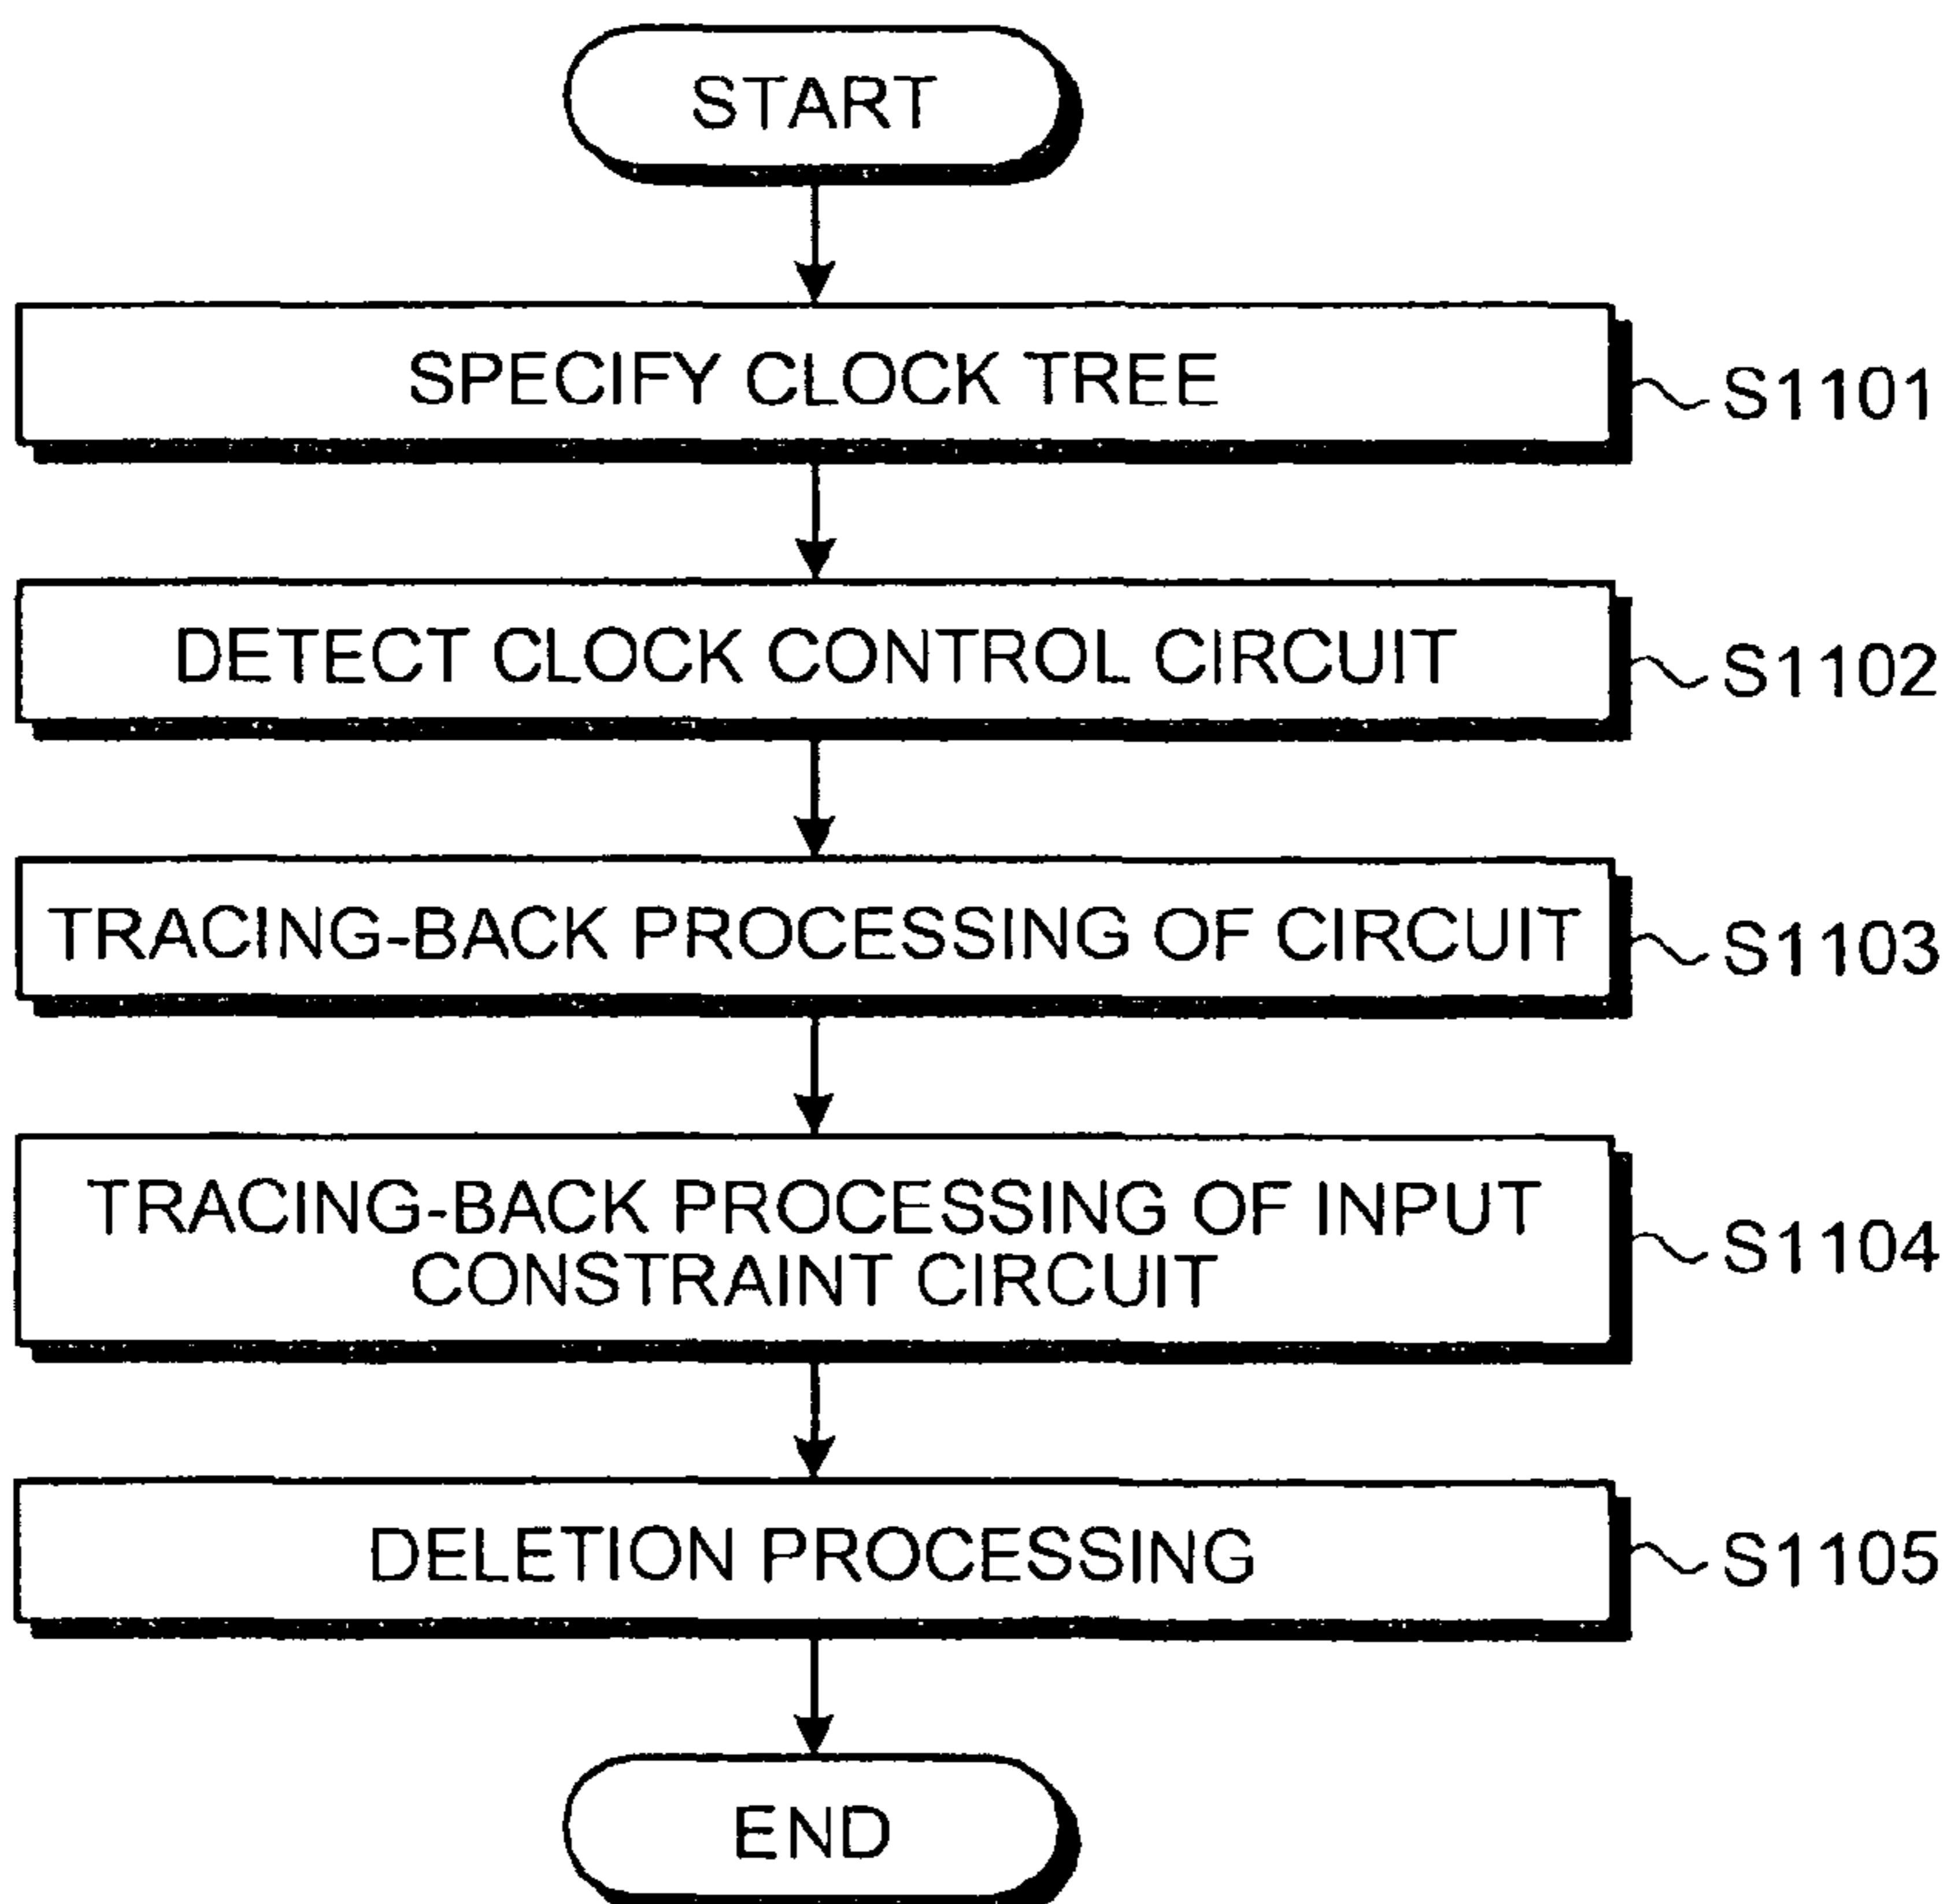 START
SPECIFY CLOCK TREE
S1101
DETECT CLOCK CONTROL CIRCUIT
S1102
TRACING-BACK PROCESSING OF CIRCUIT
S1103
TRACING-BACK PROCESSING OF INPUT
CONSTRAINT CIRCUIT
S1104
DELETION PROCESSING
S1105
END